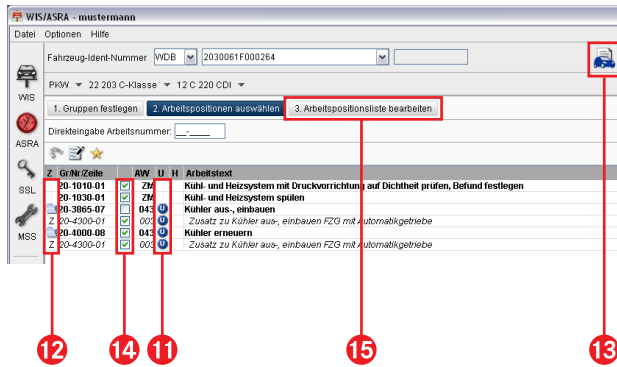 WIS/ASRA - mustermann
Datei Optionen Hilfe
Fahrzeug-Ident-Nummer WDB 2030061F000264
PKW 22 203 C-Klasse 12 C 220 CDI
WIS
1. Gruppen festlegen 2. Arbeitspositionen auswählen 3. Arbeitspositionsliste bearbeiten
Direkteingabe Arbeitsnummer: __-____
ASRA
Z Gr/Nr/Zeile AW U H Arbeitstext
20-1010-01 ZM Kühl- und Heizsystem mit Druckvorrichtung auf Dichtheit prüfen, Befund festlegen
20-1030-01 ZM Kühl- und Heizsystem spülen
SSL
20-3865-07 043 U Kühler aus-, einbauen
Z 20-4300-01 003 U Zusatz zu Kühler aus-, einbauen FZG mit Automatikgetriebe
20-4000-08 043 U Kühler erneuern
MSS
Z 20-4300-01 003 U Zusatz zu Kühler aus-, einbauen FZG mit Automatikgetriebe
12 14 11 15 13